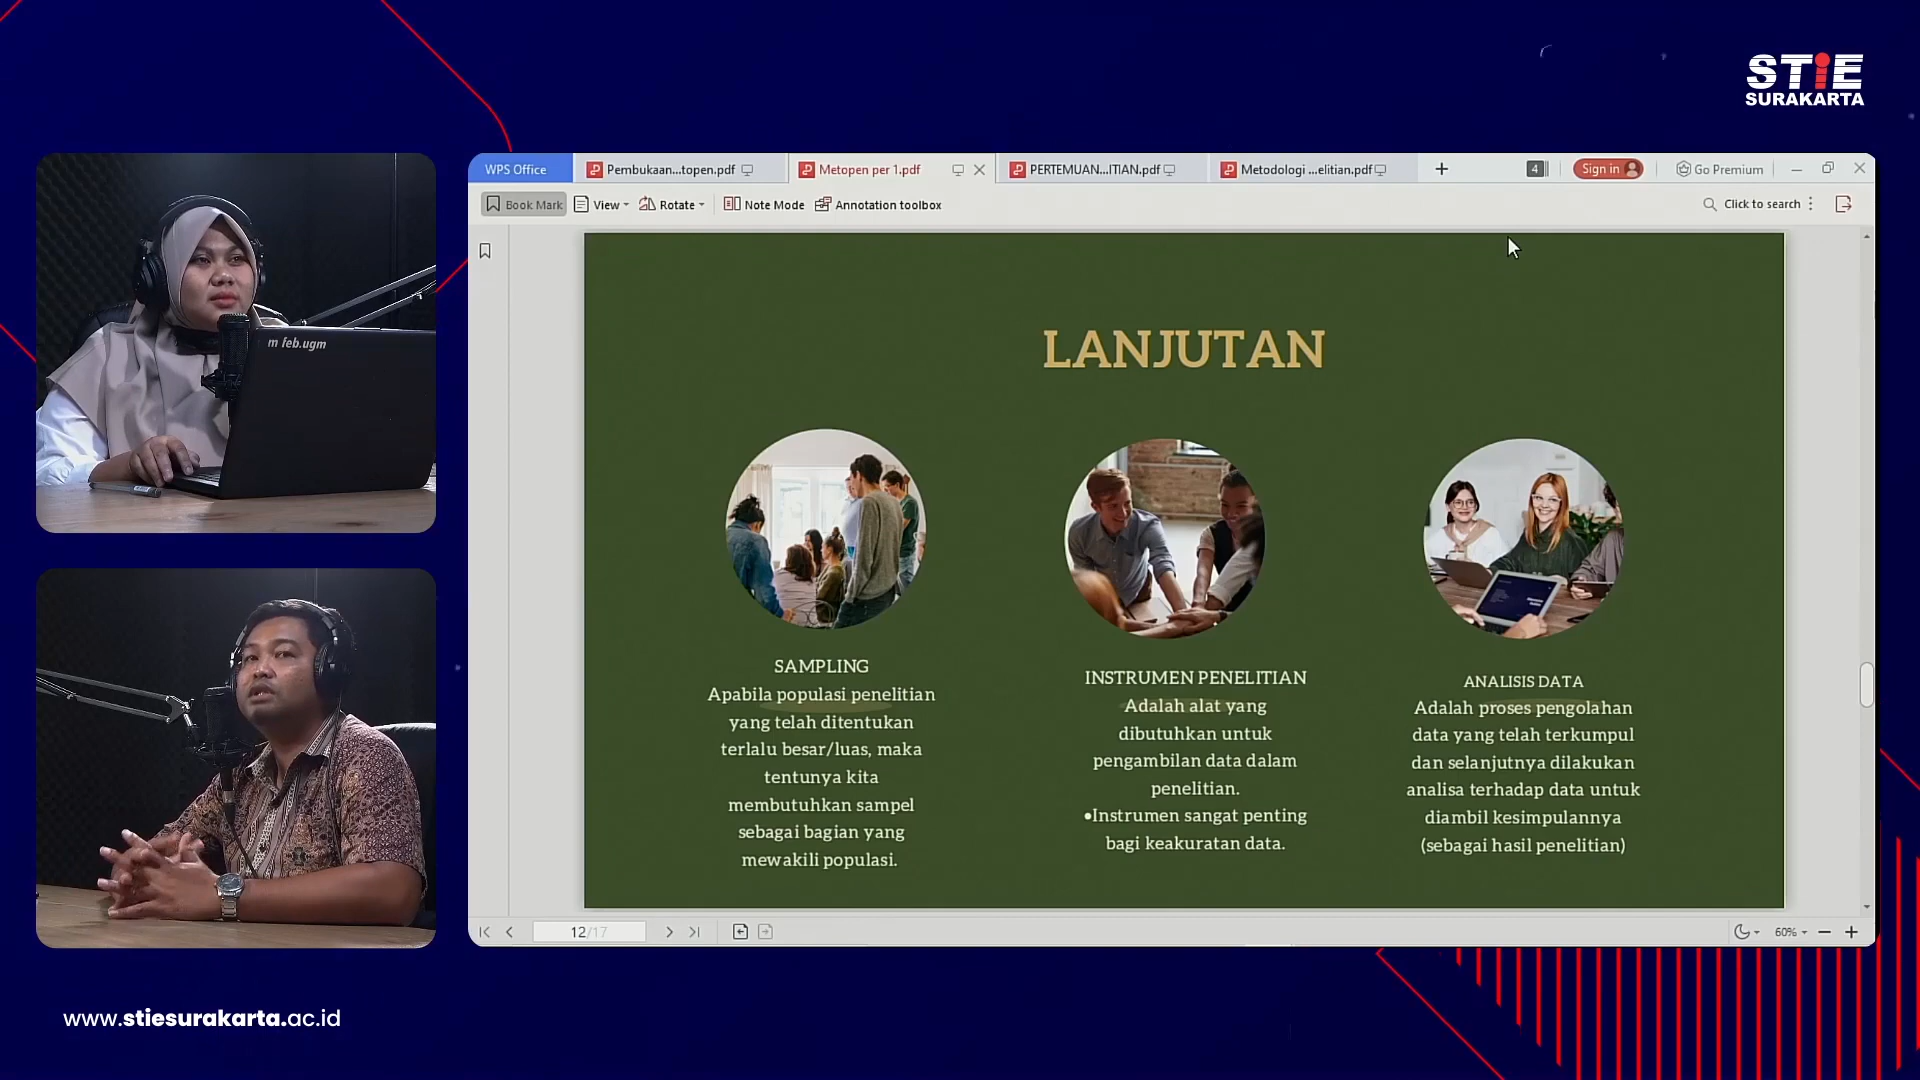 STiE
SURAKARTA
WPS Office
Pembukaan...topen.pdf
Metopen per 1.pdf
PERTEMUAN...ITIAN.pdf
Metodologi ...elitian.pdf
4
Sign in
Go Premium
Book Mark
View
Rotate
Note Mode
Annotation toolbox
Click to search
m feb.ugm
LANJUTAN
SAMPLING
Apabila populasi penelitian
yang telah ditentukan
terlalu besar/luas, maka
tentunya kita
membutuhkan sampel
sebagai bagian yang
mewakili populasi.
INSTRUMEN PENELITIAN
Adalah alat yang
dibutuhkan untuk
pengambilan data dalam
penelitian.
•Instrumen sangat penting
bagi keakuratan data.
ANALISIS DATA
Adalah proses pengolahan
data yang telah terkumpul
dan selanjutnya dilakukan
analisa terhadap data untuk
diambil kesimpulannya
(sebagai hasil penelitian)
12/17
60%
www.stiesurakarta.ac.id